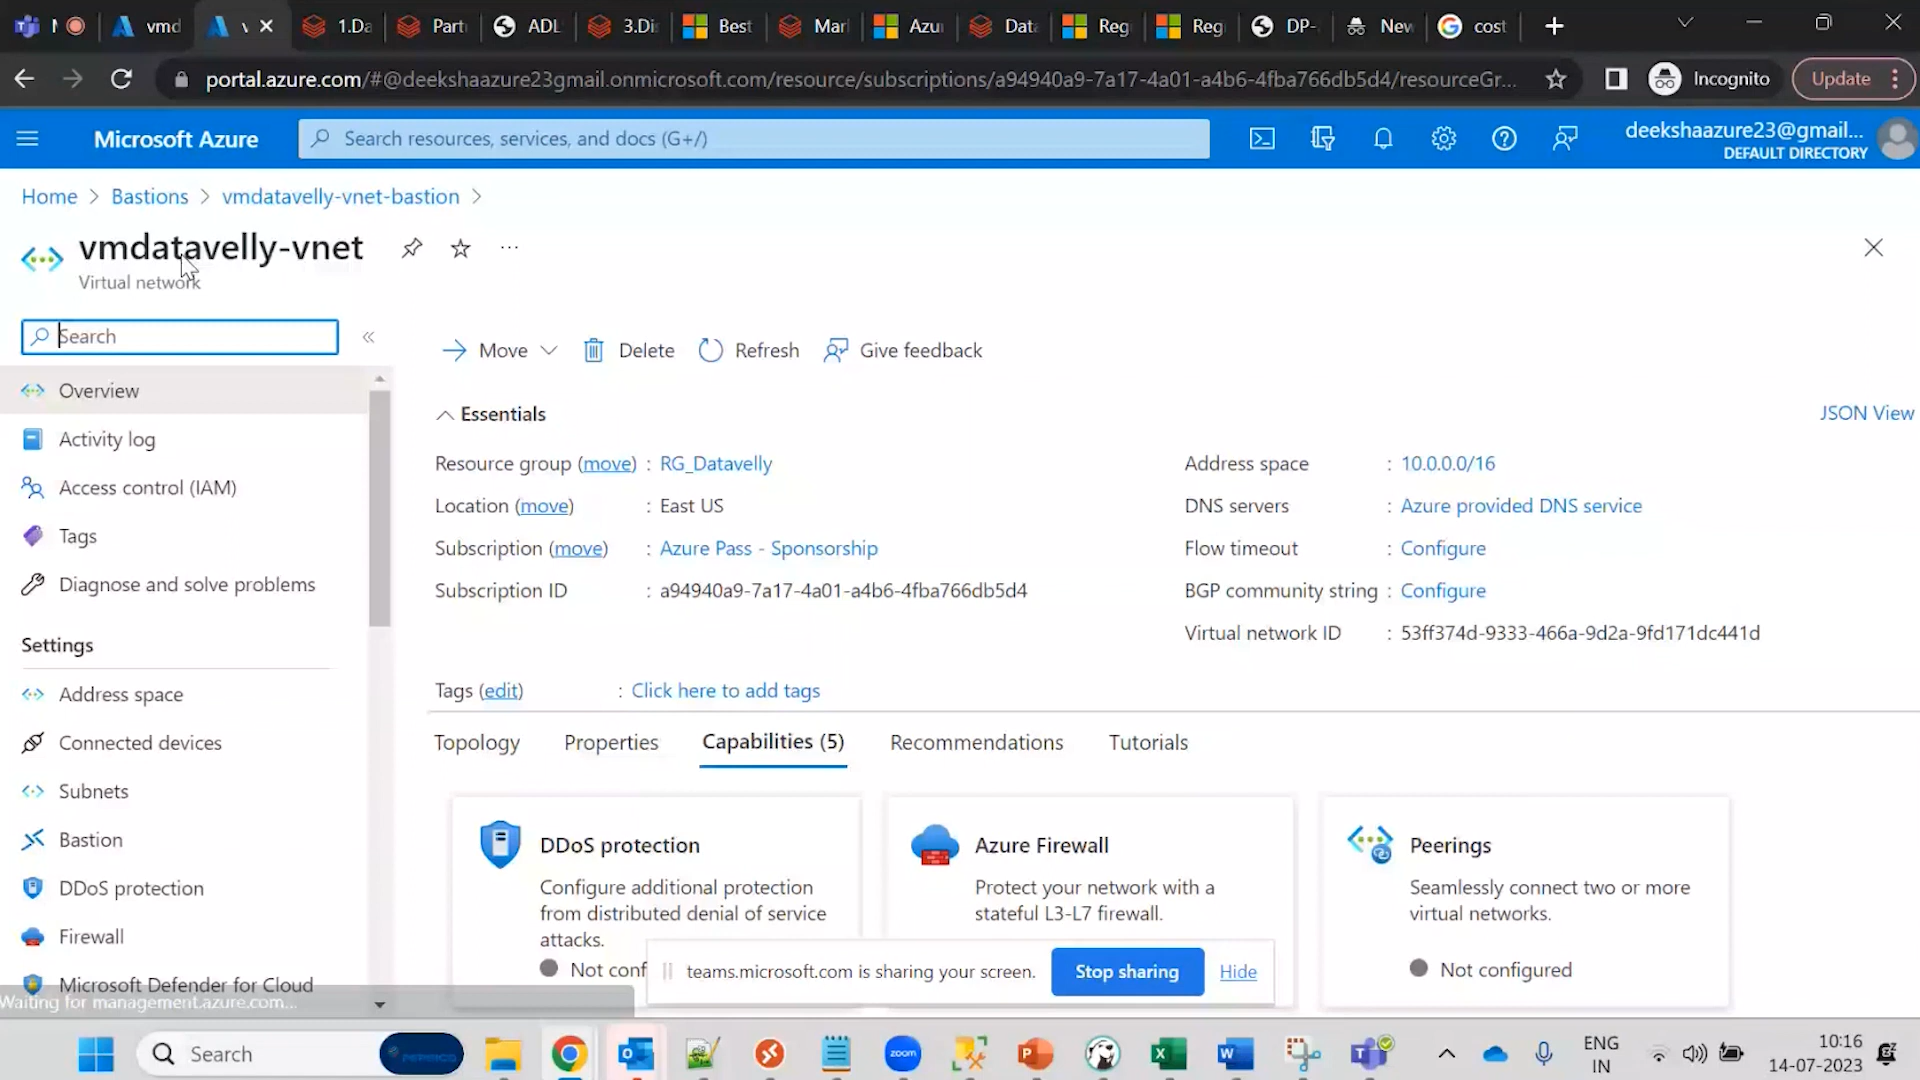 vmd
1.Da
Part
ADL
3.Di
Best
Mar
Azu
Data
Reg
Reg
DP-
New
cost
portal.azure.com/#@deekshaazure23gmail.onmicrosoft.com/resource/subscriptions/a94940a9-7a17-4a01-a4b6-4fba766db5d4/resourceGr...
Incognito
Update
Microsoft Azure
Search resources, services, and docs (G+/)
deekshaazure23@gmail...
DEFAULT DIRECTORY
Home > Bastions > vmdatavelly-vnet-bastion >
vmdatavelly-vnet
Virtual network
Search
Move
Delete
Refresh
Give feedback
Overview
Activity log
Access control (IAM)
Tags
Diagnose and solve problems
Settings
Address space
Connected devices
Subnets
Bastion
DDoS protection
Firewall
Microsoft Defender for Cloud
Waiting for management.azure.com...
Essentials
JSON View
Resource group (move) : RG_Datavelly
Location (move) : East US
Subscription (move) : Azure Pass - Sponsorship
Subscription ID : a94940a9-7a17-4a01-a4b6-4fba766db5d4
Address space : 10.0.0.0/16
DNS servers : Azure provided DNS service
Flow timeout : Configure
BGP community string : Configure
Virtual network ID : 53ff374d-9333-466a-9d2a-9fd171dc441d
Tags (edit) : Click here to add tags
Topology
Properties
Capabilities (5)
Recommendations
Tutorials
DDoS protection
Configure additional protection
from distributed denial of service
attacks.
Not conf
Azure Firewall
Protect your network with a
stateful L3-L7 firewall.
Peerings
Seamlessly connect two or more
virtual networks.
Not configured
teams.microsoft.com is sharing your screen.
Stop sharing
Hide
Search
zoom
ENG
IN
10:16
14-07-2023